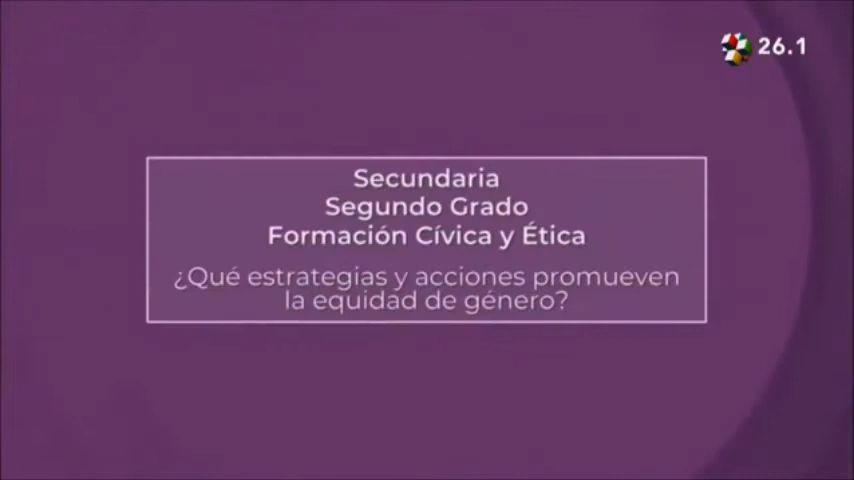 26.1
Secundaria
Segundo Grado
Formación Cívica y Ética
¿Qué estrategias y acciones promueven
la equidad de género?